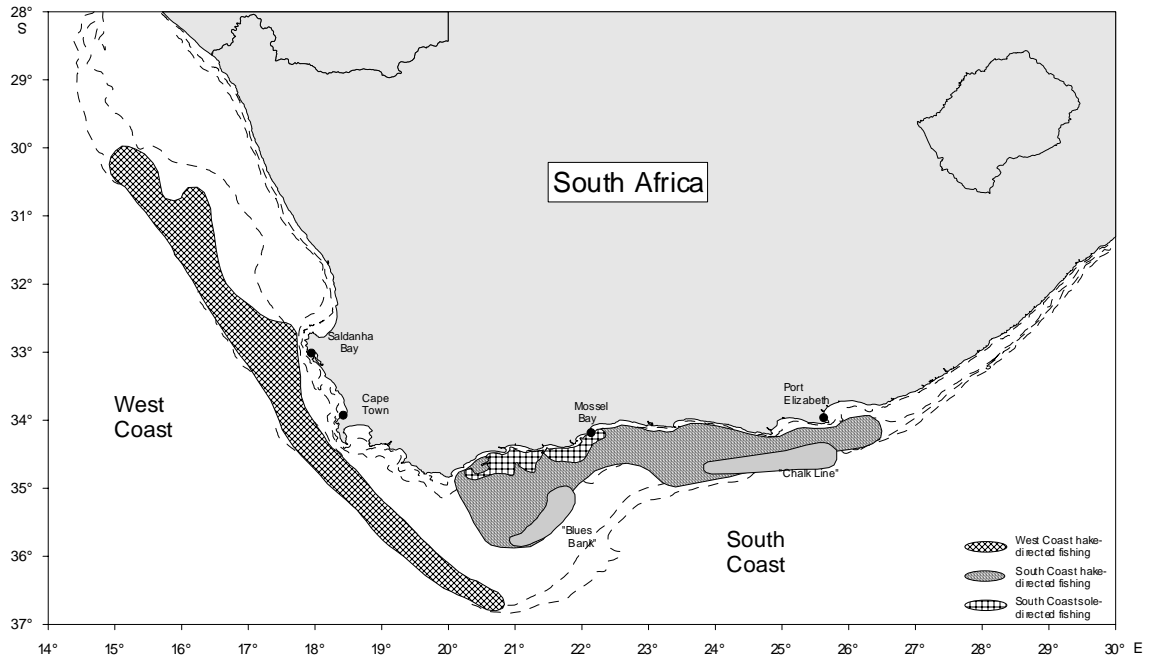 28°
S
29°
30°
31°
32°
33°
34°
35°
36°
37°
South Africa
Saldanha
Bay
Cape
Town
West
Coast
Mossel
Bay
Port
Elizabeth
"Chalk Line"
"Blues
Bank"
South
Coast
West Coast hake-
directed fishing
South Coast hake-
directed fishing
South Coast sole-
directed fishing
14° 15° 16° 17° 18° 19° 20° 21° 22° 23° 24° 25° 26° 27° 28° 29° 30° E